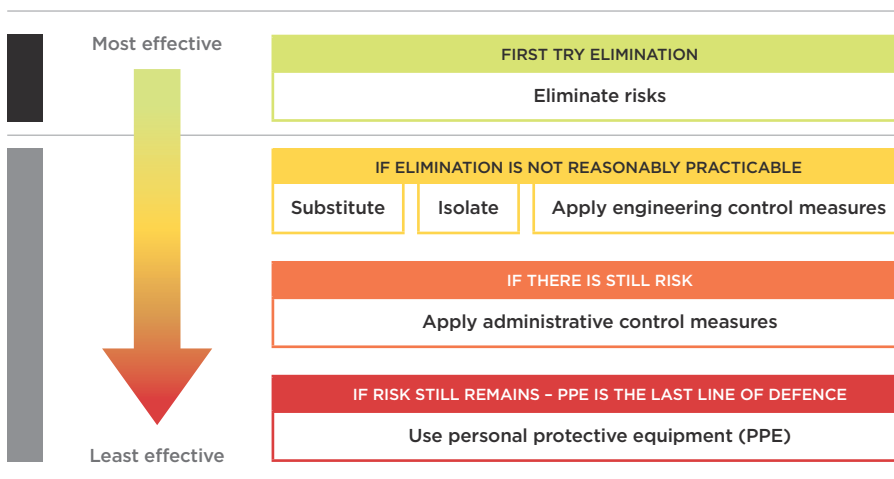 Most effective
FIRST TRY ELIMINATION
Eliminate risks
IF ELIMINATION IS NOT REASONABLY PRACTICABLE
Substitute
Isolate
Apply engineering control measures
IF THERE IS STILL RISK
Apply administrative control measures
IF RISK STILL REMAINS – PPE IS THE LAST LINE OF DEFENCE
Use personal protective equipment (PPE)
Least effective